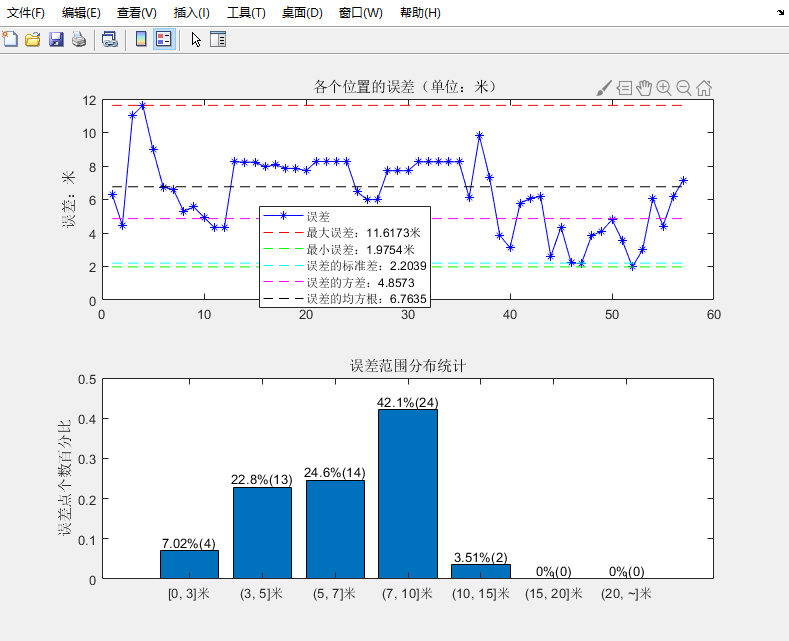 文件(F) 编辑(E) 查看(V) 插入(I) 工具(T) 桌面(D) 窗口(W) 帮助(H)
各个位置的误差（单位：米）
误差：米
12
10
8
6
4
2
0
误差
最大误差：11.6173米
最小误差：1.9754米
误差的标准差：2.2039
误差的方差：4.8573
误差的均方根：6.7635
0 10 20 30 40 50 60
误差范围分布统计
误差点个数百分比
0.5
0.4
0.3
0.2
0.1
0
7.02%(4) 22.8%(13) 24.6%(14) 42.1%(24) 3.51%(2) 0%(0) 0%(0)
[0, 3]米 (3, 5]米 (5, 7]米 (7, 10]米 (10, 15]米 (15, 20]米 (20, ~]米